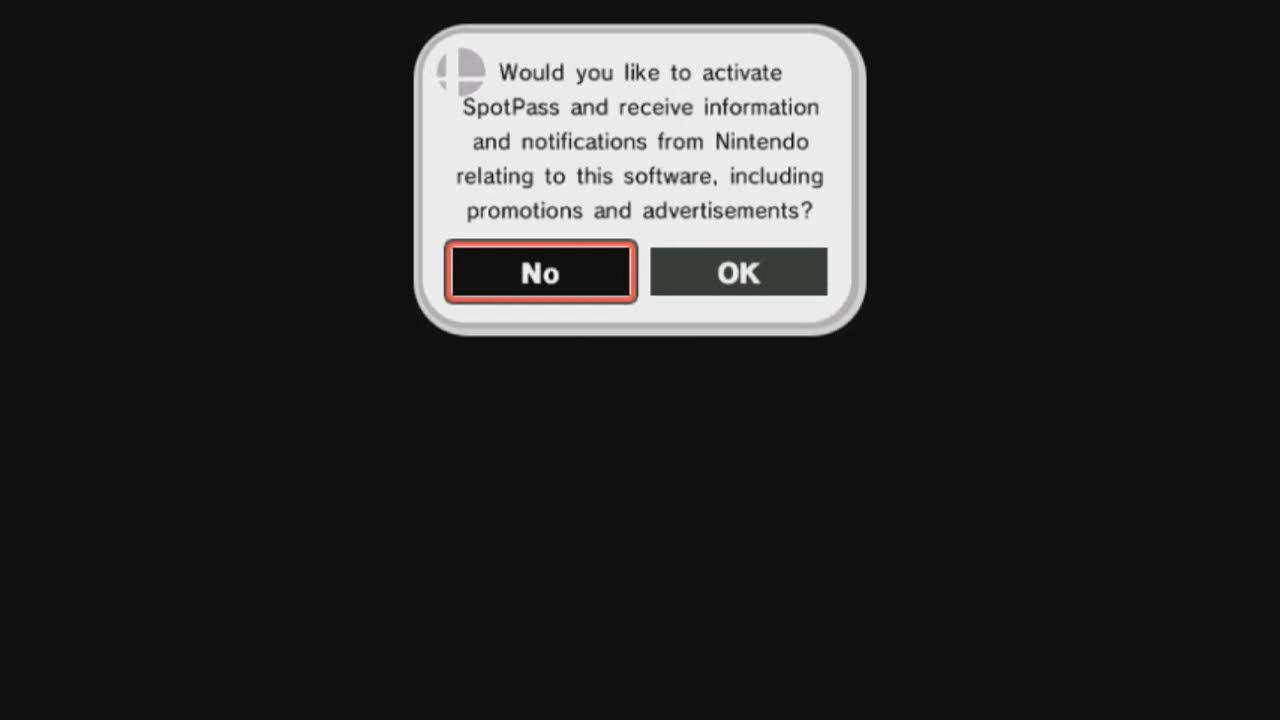 Would you like to activate
SpotPass and receive information
and notifications from Nintendo
relating to this software, including
promotions and advertisements?
No OK